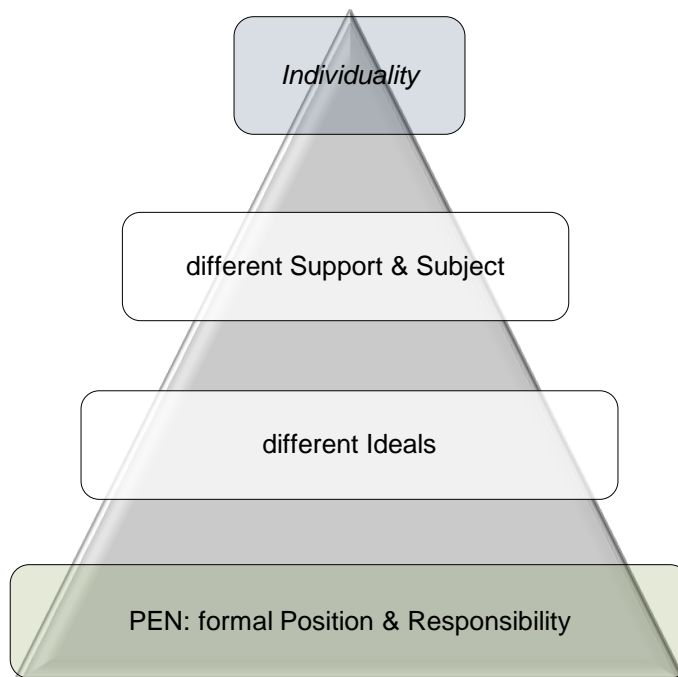 Individuality
different Support & Subject
different Ideals
PEN: formal Position & Responsibility